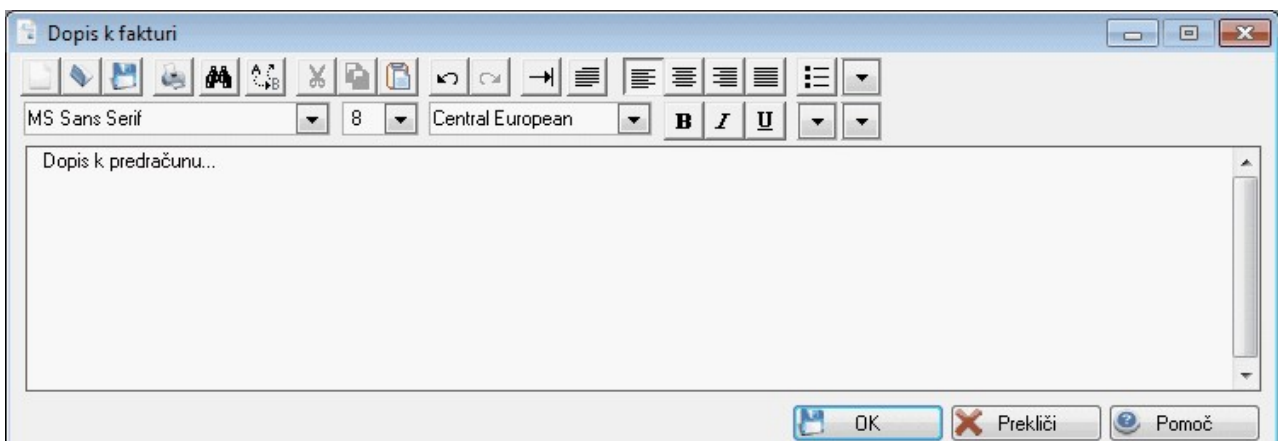 Dopis k fakturi
MS Sans Serif 8 Central European B I U
Dopis k predračunu...
OK Prekliči Pomoč